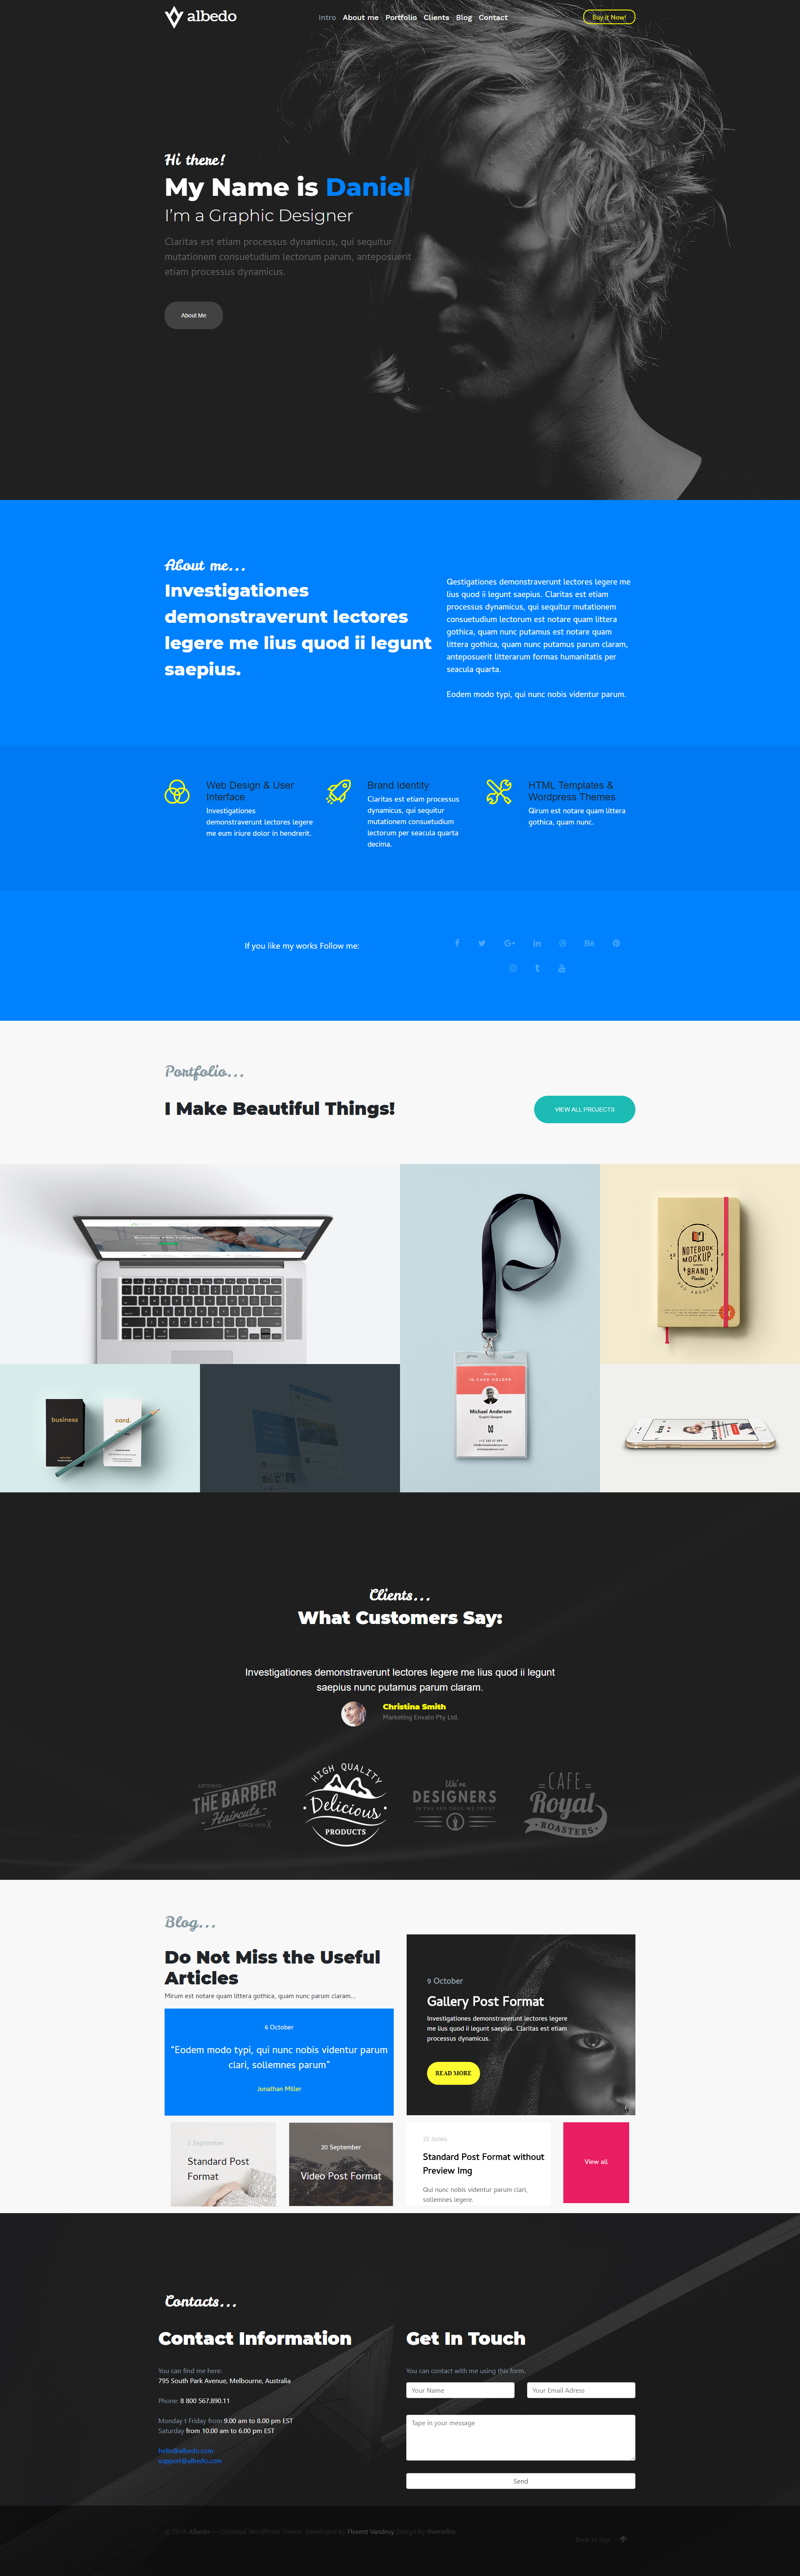 albedo
Intro About me Portfolio Clients Blog Contact
Buy it Now!
Hi there!
My Name is Daniel
I'm a Graphic Designer
Claritas est etiam processus dynamicus, qui sequitur
mutationem consuetudium lectorum parum, anteposuerit
etiam processus dynamicus.
About Me
About me...
Investigationes
demonstraverunt lectores
legere me lius quod ii legunt
saepius.
Qestigationes demonstraverunt lectores legere me
lius quod ii legunt saepius. Claritas est etiam
processus dynamicus, qui sequitur mutationem
consuetudium lectorum est notare quam littera
gothica, quam nunc putamus est notare quam
littera gothica, quam nunc putamus parum claram,
anteposuerit litterarum formas humanitatis per
seacula quarta.
Eodem modo typi, qui nunc nobis videntur parum.
Web Design & User
Interface
Investigationes
demonstraverunt lectores legere
me eum iriure dolor in hendrerit.
Brand Identity
Claritas est etiam processus
dynamicus, qui sequitur
mutationem consuetudium
lectorum per seacula quarta
decima.
HTML Templates &
Wordpress Themes
Qirum est notare quam littera
gothica, quam nunc.
If you like my works Follow me:
Portfolio...
I Make Beautiful Things!
VIEW ALL PROJECTS
NOTEBOOK
MOCKUP.
BRAND
ID CARD HOLDER
Michael Anderson
Graphic Designer
business
card.
Clients...
What Customers Say:
Investigationes demonstraverunt lectores legere me lius quod ii legunt
saepius nunc putamus parum claram.
Christina Smith
Marketing Envato Pty Ltd.
THE BARBER
Haircuts
HIGH QUALITY
Delicious
PRODUCTS
We're
DESIGNERS
IN THE PEN TOOL WE TRUST
CAFE
Royal
ROASTERS
Blog...
Do Not Miss the Useful
Articles
Mirum est notare quam littera gothica, quam nunc parum claram...
6 October
"Eodem modo typi, qui nunc nobis videntur parum
clari, sollemnes parum"
Jonathan Miller
9 October
Gallery Post Format
Investigationes demonstraverunt lectores legere
me lius quod ii legunt saepius. Claritas est etiam
processus dynamicus.
READ MORE
September
Standard Post
Format
20 September
Video Post Format
23 Junes
Standard Post Format without
Preview Img
Qui nunc nobis videntur parum clari,
sollemnes legere.
View all
Contacts...
Contact Information
You can find me here:
795 South Park Avenue, Melbourne, Australia
Phone: 8 800 567.890.11
Monday t Friday from 9.00 am to 8.00 pm EST
Saturday from 10.00 am to 6.00 pm EST
hello@albedo.com
support@albedo.com
Get In Touch
You can contact with me using this form.
Your Name
Your Email Adress
Tape in your message
Send
© 2016 Albedo — Universal WordPress Theme. Developed by Florent Vandroy Design by themefire
Back to top